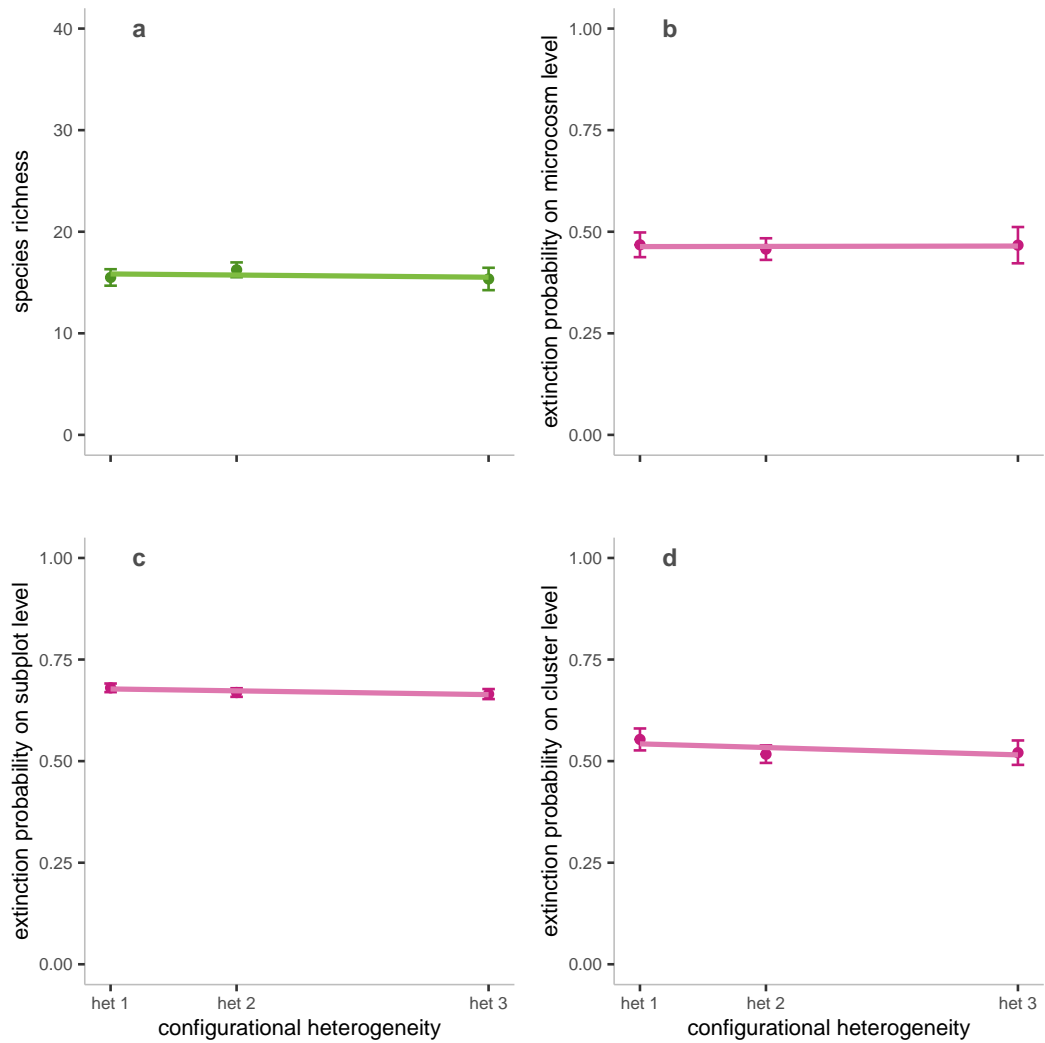 a
species richness
40
30
20
10
0
b
extinction probability on microcosm level
1.00
0.75
0.50
0.25
0.00
c
extinction probability on subplot level
1.00
0.75
0.50
0.25
0.00
het 1
het 2
het 3
configurational heterogeneity
d
extinction probability on cluster level
1.00
0.75
0.50
0.25
0.00
het 1
het 2
het 3
configurational heterogeneity